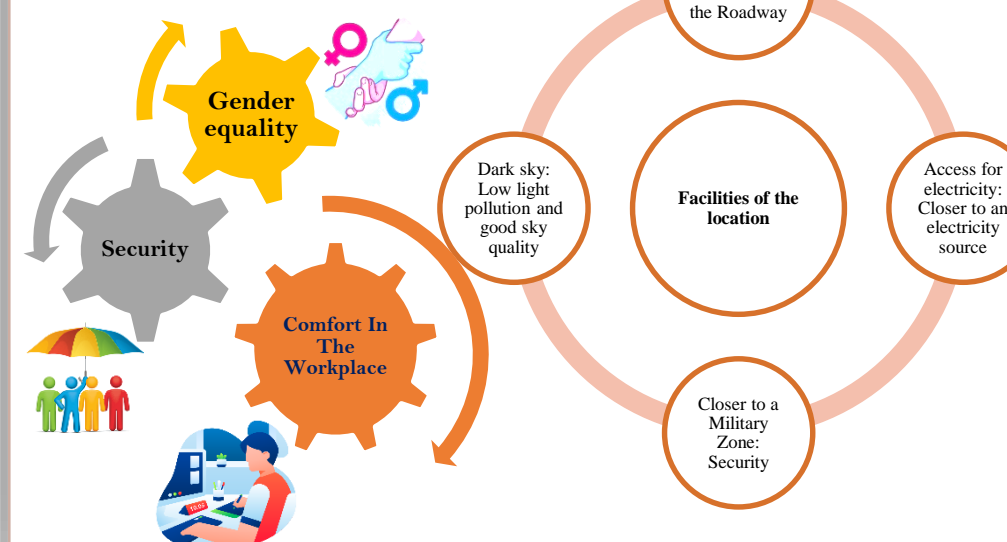 Gender
equality
Security
Comfort In
The
Workplace
the Roadway
Dark sky:
Low light
pollution and
good sky
quality
Facilities of the
location
Access for
electricity:
Closer to an
electricity
source
Closer to a
Military
Zone:
Security